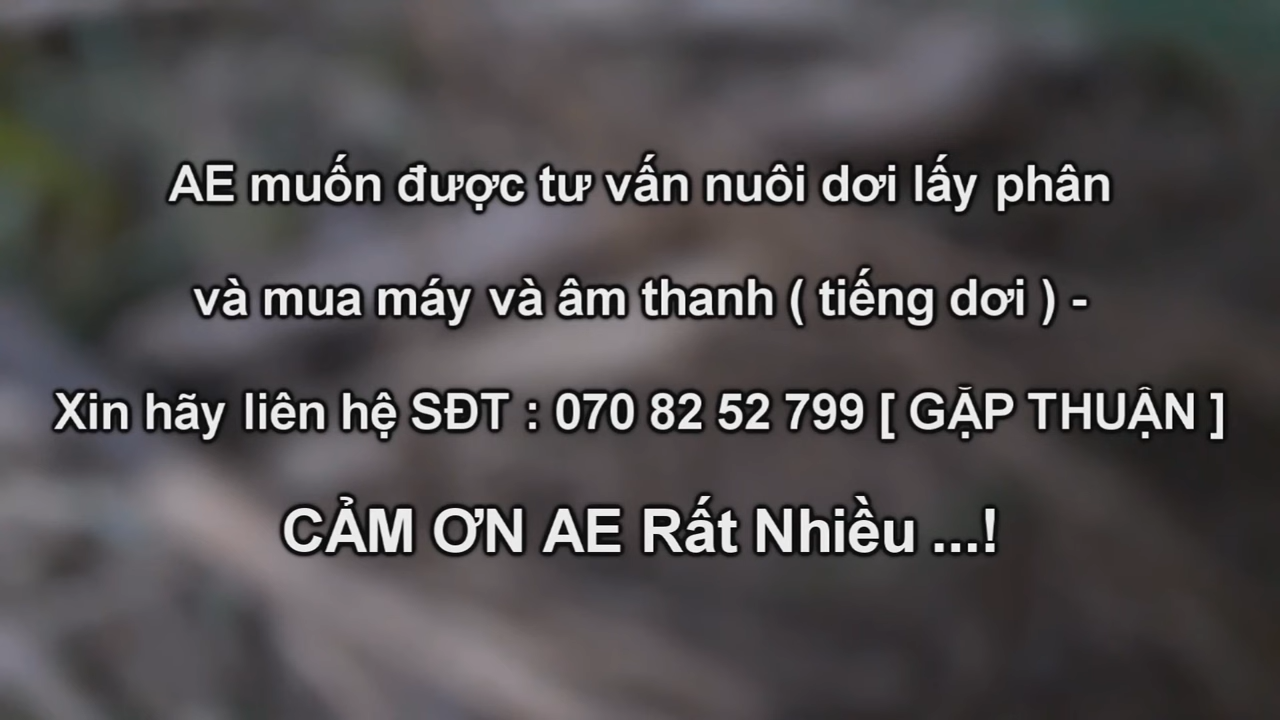 AE muốn được tư vấn nuôi dơi lấy phân
và mua máy và âm thanh ( tiếng dơi ) -
Xin hãy liên hệ SĐT : 070 82 52 799 [ GẶP THUẬN ]
CẢM ƠN AE Rất Nhiều ...!